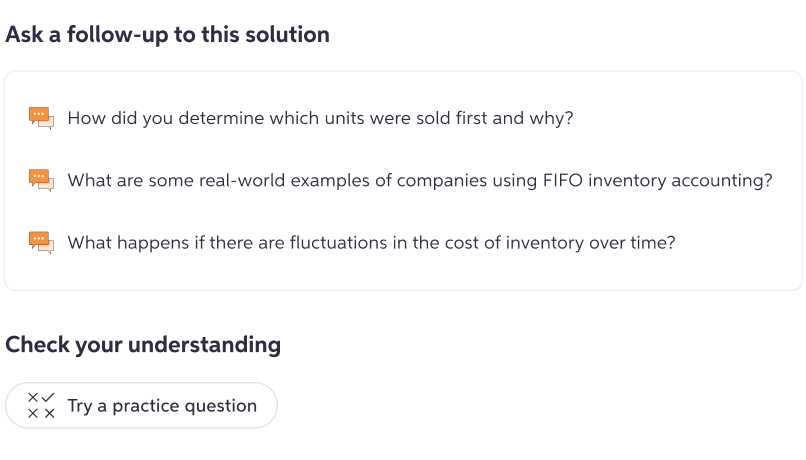 Ask a follow-up to this solution
How did you determine which units were sold first and why?
What are some real-world examples of companies using FIFO inventory accounting?
What happens if there are fluctuations in the cost of inventory over time?
Check your understanding
Try a practice question